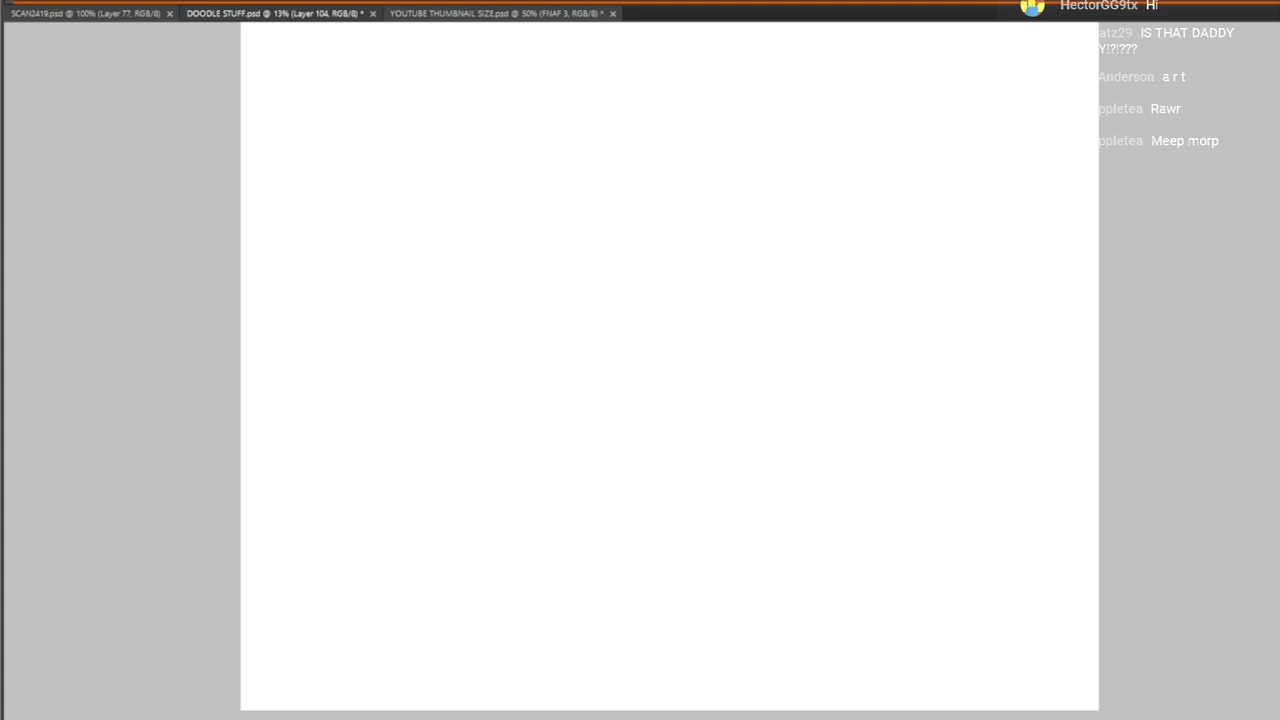 SCAN2419.psd @ 100% (Layer 77, RGB/8) × DOODLE STUFF.psd @ 13% (Layer 104, RGB/8) * × YOUTUBE THUMBNAIL SIZE.psd @ 50% (FNAF 3, RGB/8) * ×
HectorGG9tx Hi
atz29 IS THAT DADDY
Y!?!???
Anderson a r t
ppletea Rawr
ppletea Meep morp